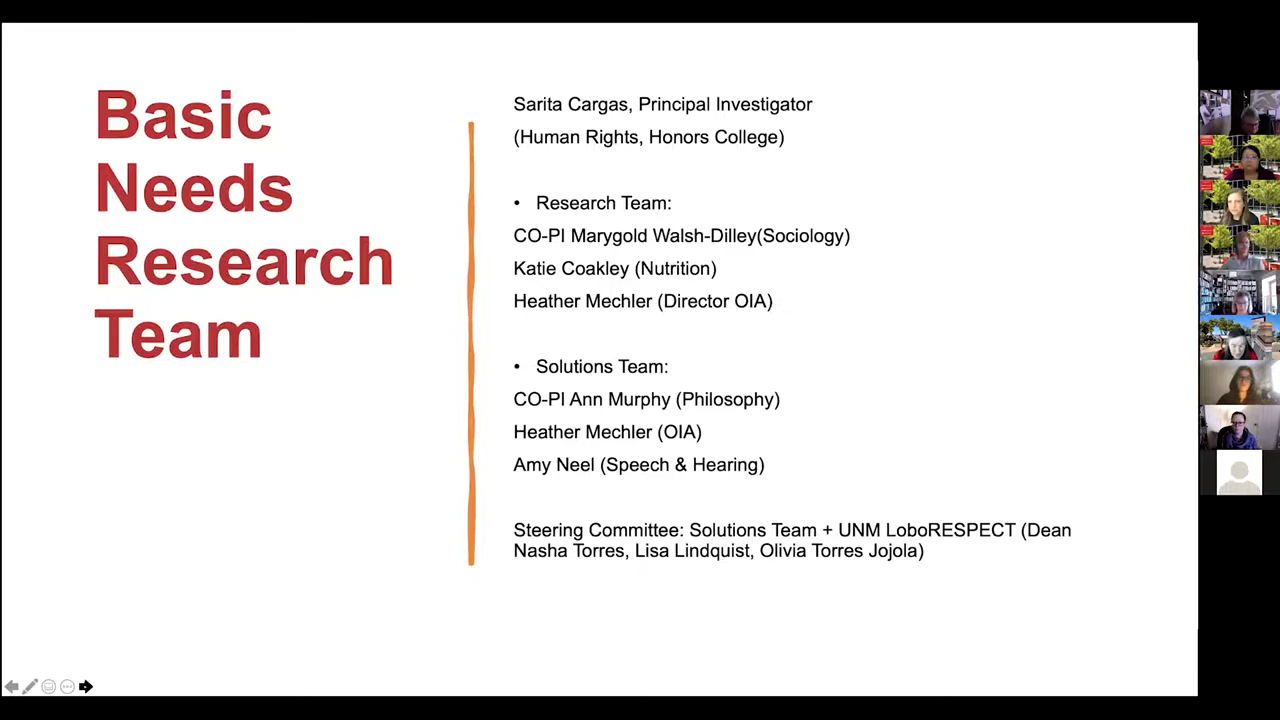 Basic
Needs
Research
Team
Sarita Cargas, Principal Investigator
(Human Rights, Honors College)
• Research Team:
CO-PI Marygold Walsh-Dilley(Sociology)
Katie Coakley (Nutrition)
Heather Mechler (Director OIA)
• Solutions Team:
CO-PI Ann Murphy (Philosophy)
Heather Mechler (OIA)
Amy Neel (Speech & Hearing)
Steering Committee: Solutions Team + UNM LoboRESPECT (Dean
Nasha Torres, Lisa Lindquist, Olivia Torres Jojola)